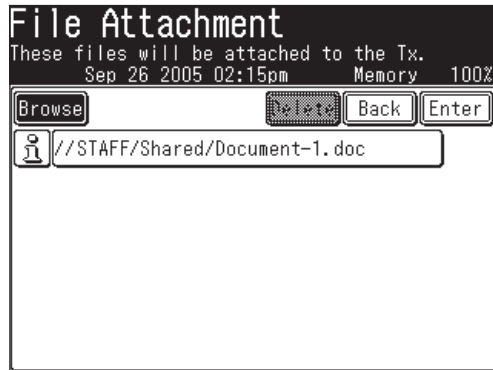 File Attachment
These files will be attached to the Tx.
Sep 26 2005 02:15pm Memory 100%
Browse Delete Back Enter
//STAFF/Shared/Document-1.doc